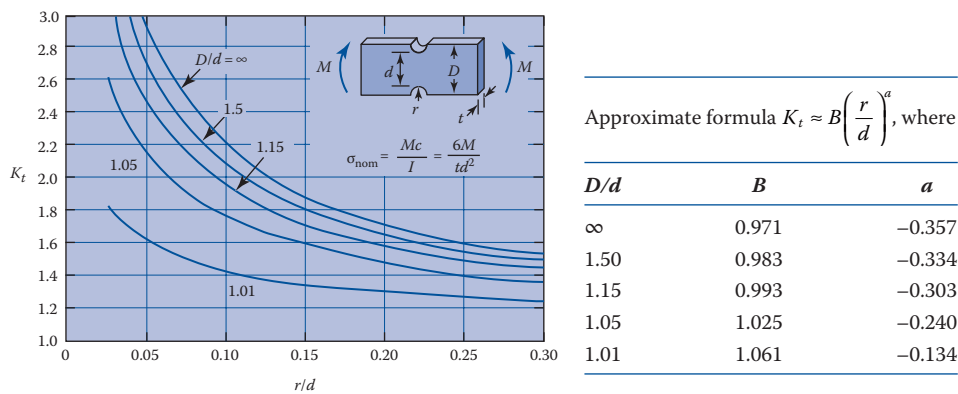 3.0
2.8
2.6
2.4
2.2
2.0
1.8
1.6
1.4
1.2
1.0
K_t
0 0.05 0.10 0.15 0.20 0.25 0.30
r/d
D/d = ∞
1.5
1.15
1.05
1.01
M d D M
r
t
σ_nom = Mc/I = 6M/td²
Approximate formula K_t ≈ B(r/d)^a, where
D/d B a
∞ 0.971 −0.357
1.50 0.983 −0.334
1.15 0.993 −0.303
1.05 1.025 −0.240
1.01 1.061 −0.134